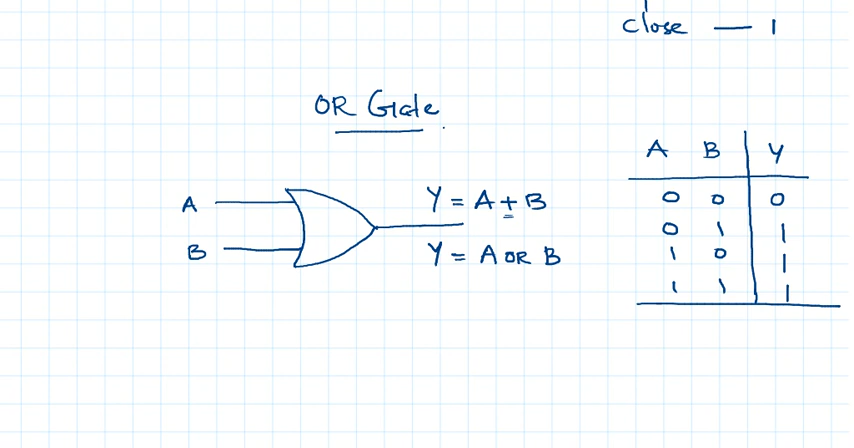 close — 1
OR Gate
A B Y
0 0 0
0 1 1
1 0 1
1 1 1
A
B
Y = A + B
Y = A OR B